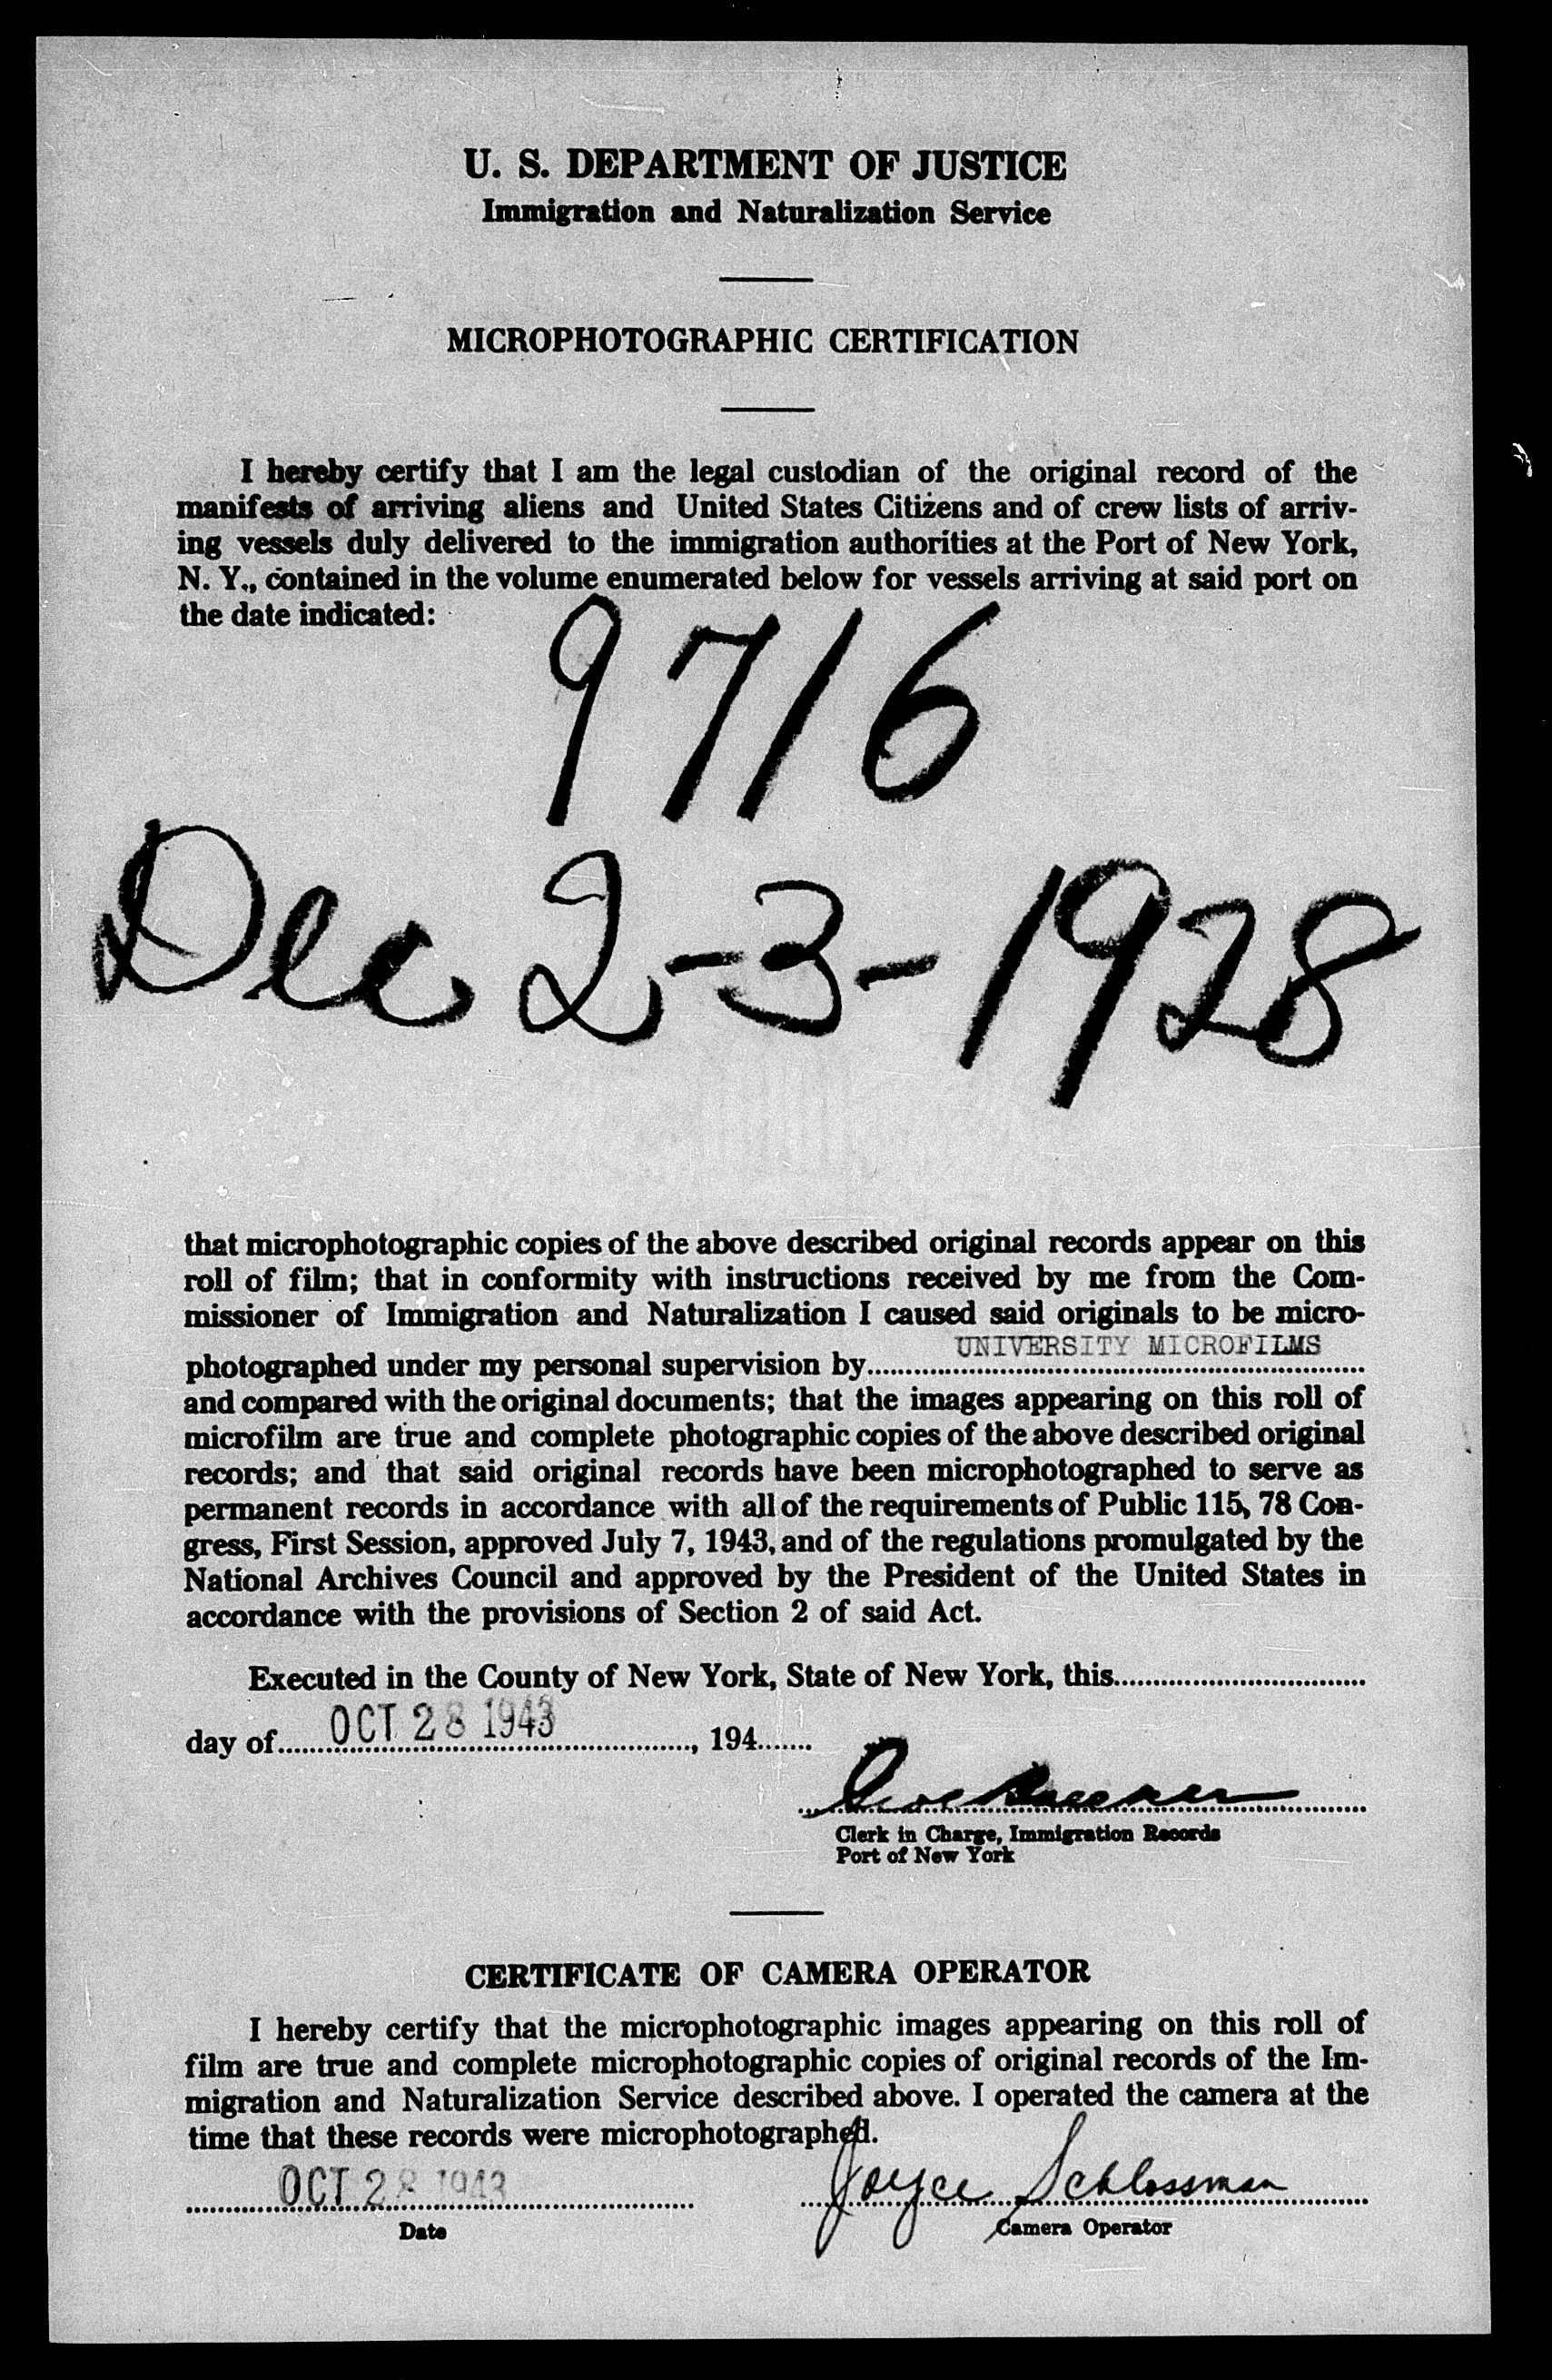 U. S. DEPARTMENT OF JUSTICE
Immigration and Naturalization Service
MICROPHOTOGRAPHIC CERTIFICATION
I hereby certify that I am the legal custodian of the original record of the
manifests of arriving aliens and United States Citizens and of crew lists of arriv-
ing vessels duly delivered to the immigration authorities at the Port of New York,
N. Y., contained in the volume enumerated below for vessels arriving at said port on
the date indicated:
9716
Dec 2-3-1928
that microphotographic copies of the above described original records appear on this
roll of film; that in conformity with instructions received by me from the Com-
missioner of Immigration and Naturalization I caused said originals to be micro-
photographed under my personal supervision by UNIVERSITY MICROFILMS
and compared with the original documents; that the images appearing on this roll of
microfilm are true and complete photographic copies of the above described original
records; and that said original records have been microphotographed to serve as
permanent records in accordance with all of the requirements of Public 115, 78 Con-
gress, First Session, approved July 7, 1943, and of the regulations promulgated by the
National Archives Council and approved by the President of the United States in
accordance with the provisions of Section 2 of said Act.
Executed in the County of New York, State of New York, this
day of OCT 28 1943, 194
Clerk in Charge, Immigration Records
Port of New York
CERTIFICATE OF CAMERA OPERATOR
I hereby certify that the microphotographic images appearing on this roll of
film are true and complete microphotographic copies of original records of the Im-
migration and Naturalization Service described above. I operated the camera at the
time that these records were microphotographed.
OCT 28 1943 Joyce Schlossman
Date Camera Operator